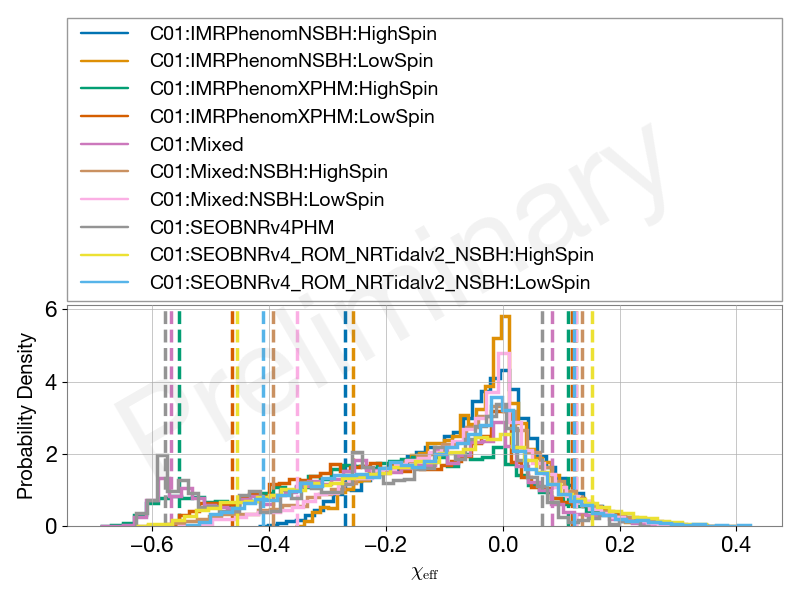 C01:IMRPhenomNSBH:HighSpin
C01:IMRPhenomNSBH:LowSpin
C01:IMRPhenomXPHM:HighSpin
C01:IMRPhenomXPHM:LowSpin
C01:Mixed
C01:Mixed:NSBH:HighSpin
C01:Mixed:NSBH:LowSpin
C01:SEOBNRv4PHM
C01:SEOBNRv4_ROM_NRTidalv2_NSBH:HighSpin
C01:SEOBNRv4_ROM_NRTidalv2_NSBH:LowSpin
Preliminary
Probability Density
6
4
2
0
−0.6 −0.4 −0.2 0.0 0.2 0.4
χeff